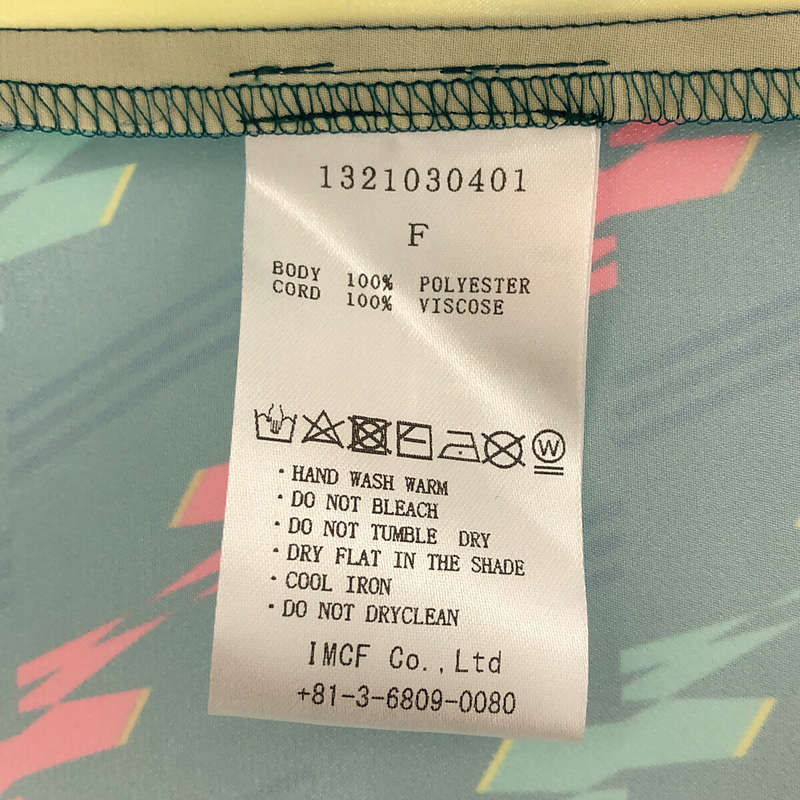 1321030401
F
BODY 100% POLYESTER
CORD 100% VISCOSE
W
・HAND WASH WARM
・DO NOT BLEACH
・DO NOT TUMBLE DRY
・DRY FLAT IN THE SHADE
・COOL IRON
・DO NOT DRYCLEAN
IMCF Co.,Ltd
+81-3-6809-0080